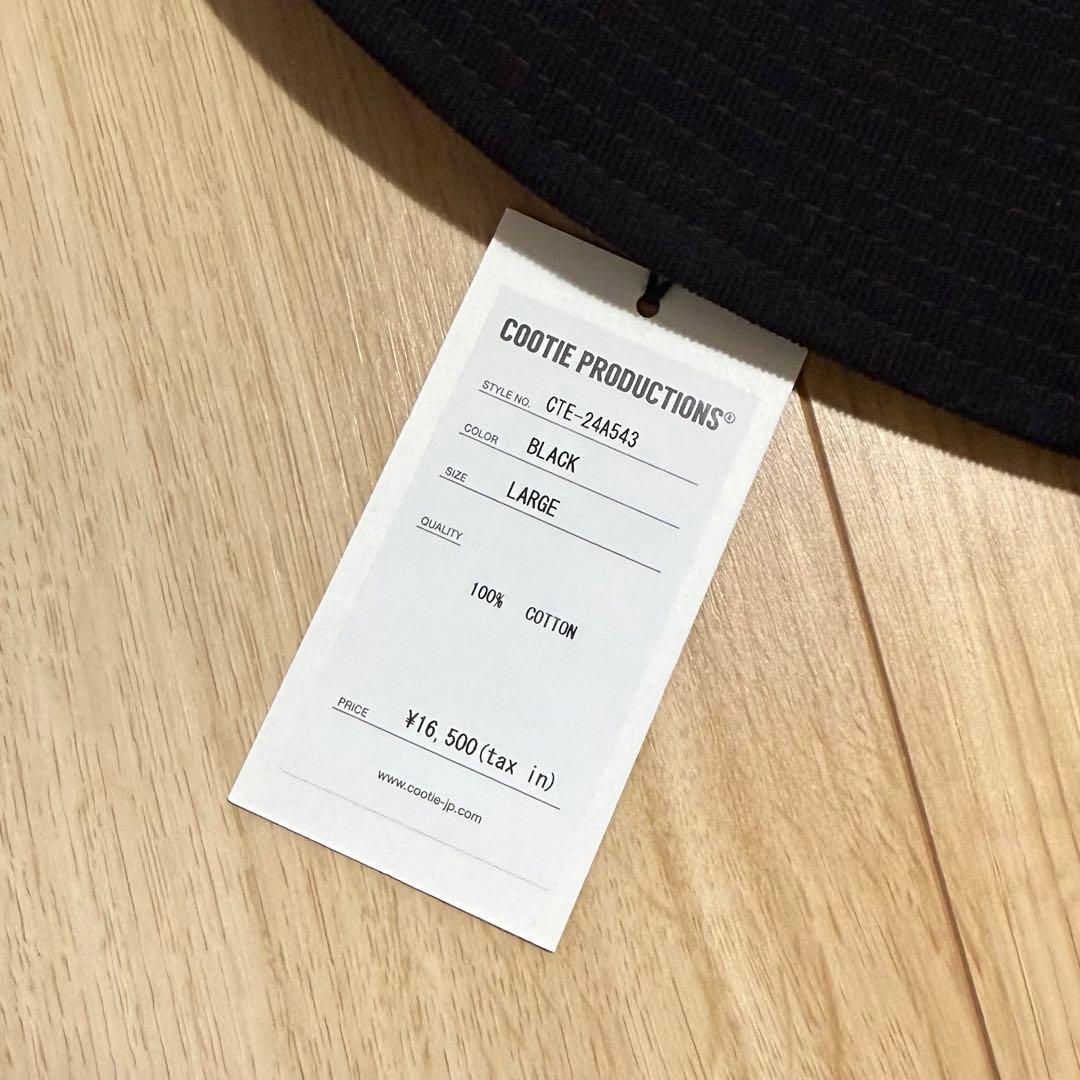 COOTIE PRODUCTIONS®
STYLE NO. CTE-24A543
COLOR BLACK
SIZE LARGE
QUALITY
100% COTTON
PRICE ¥16,500(tax in)
www.cootie-jp.com